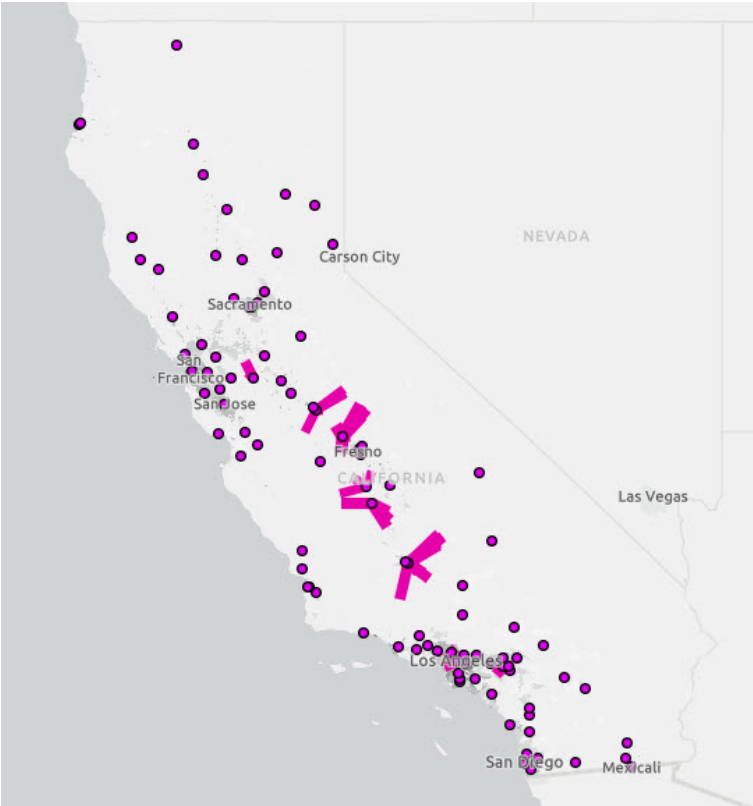 NEVADA
Carson City
Sacramento
San
Francisco
San Jose
Fresno
CALIFORNIA
Las Vegas
Los Angeles
San Diego
Mexicali